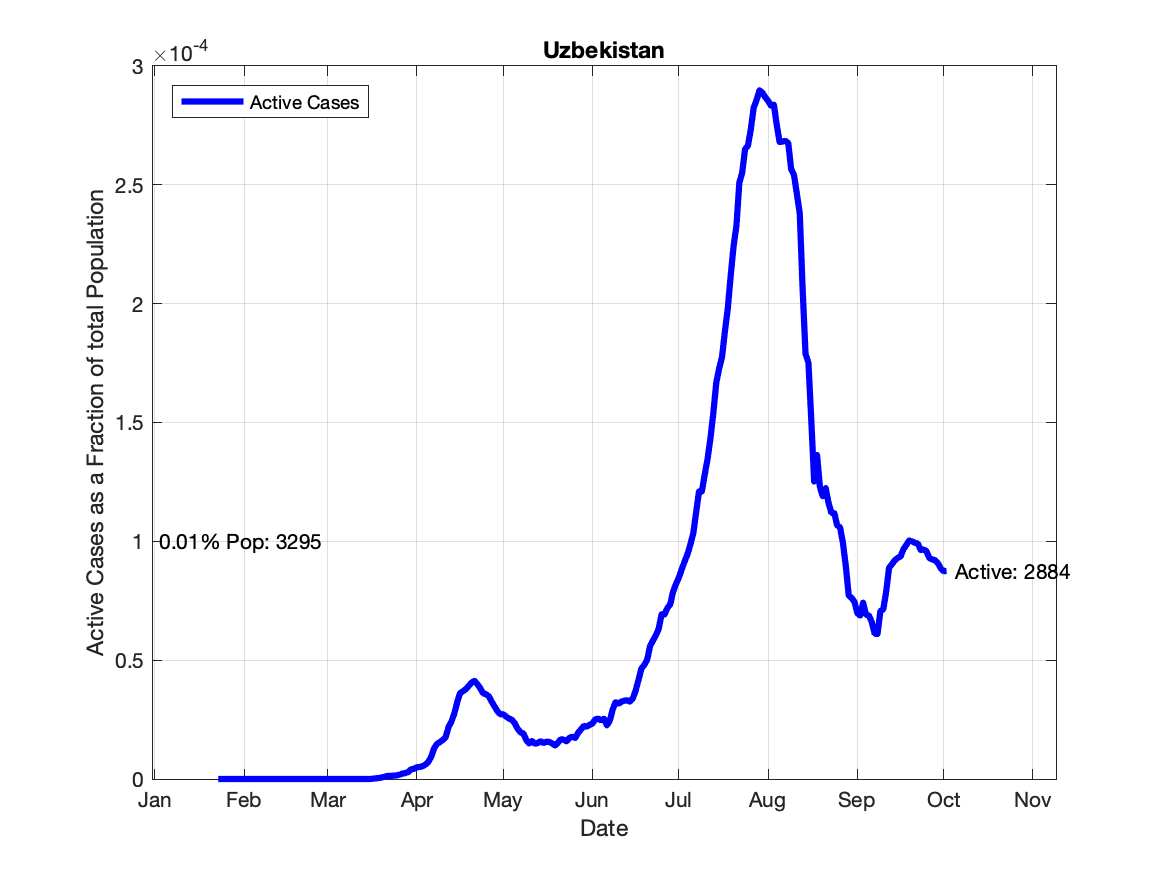 Uzbekistan
×10-4
Active Cases
3
2.5
2
1.5
1
0.5
0
Active Cases as a Fraction of total Population
0.01% Pop: 3295
Active: 2884
Jan Feb Mar Apr May Jun Jul Aug Sep Oct Nov
Date